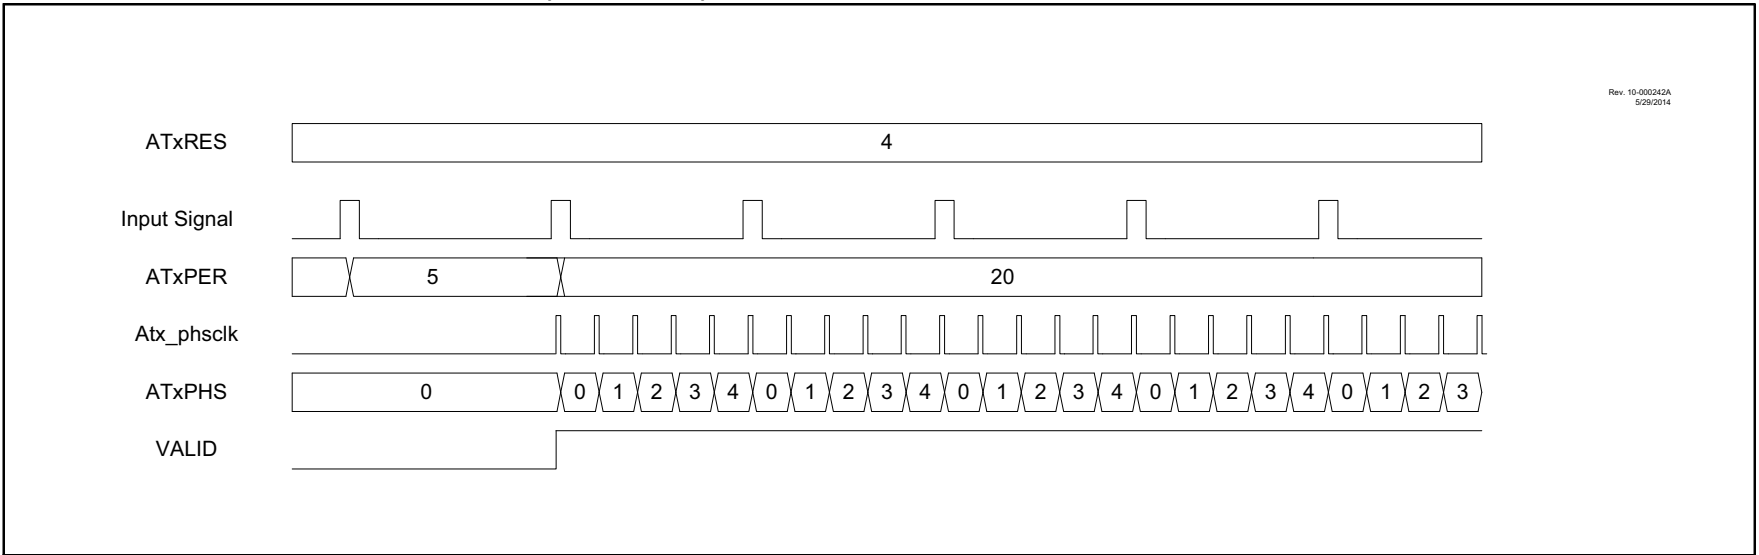 Rev. 10-000242A
5/29/2014
ATxRES 4
Input Signal
ATxPER 5 20
Atx_phsclk
ATxPHS 0 0 1 2 3 4 0 1 2 3 4 0 1 2 3 4 0 1 2 3 4 0 1 2 3
VALID